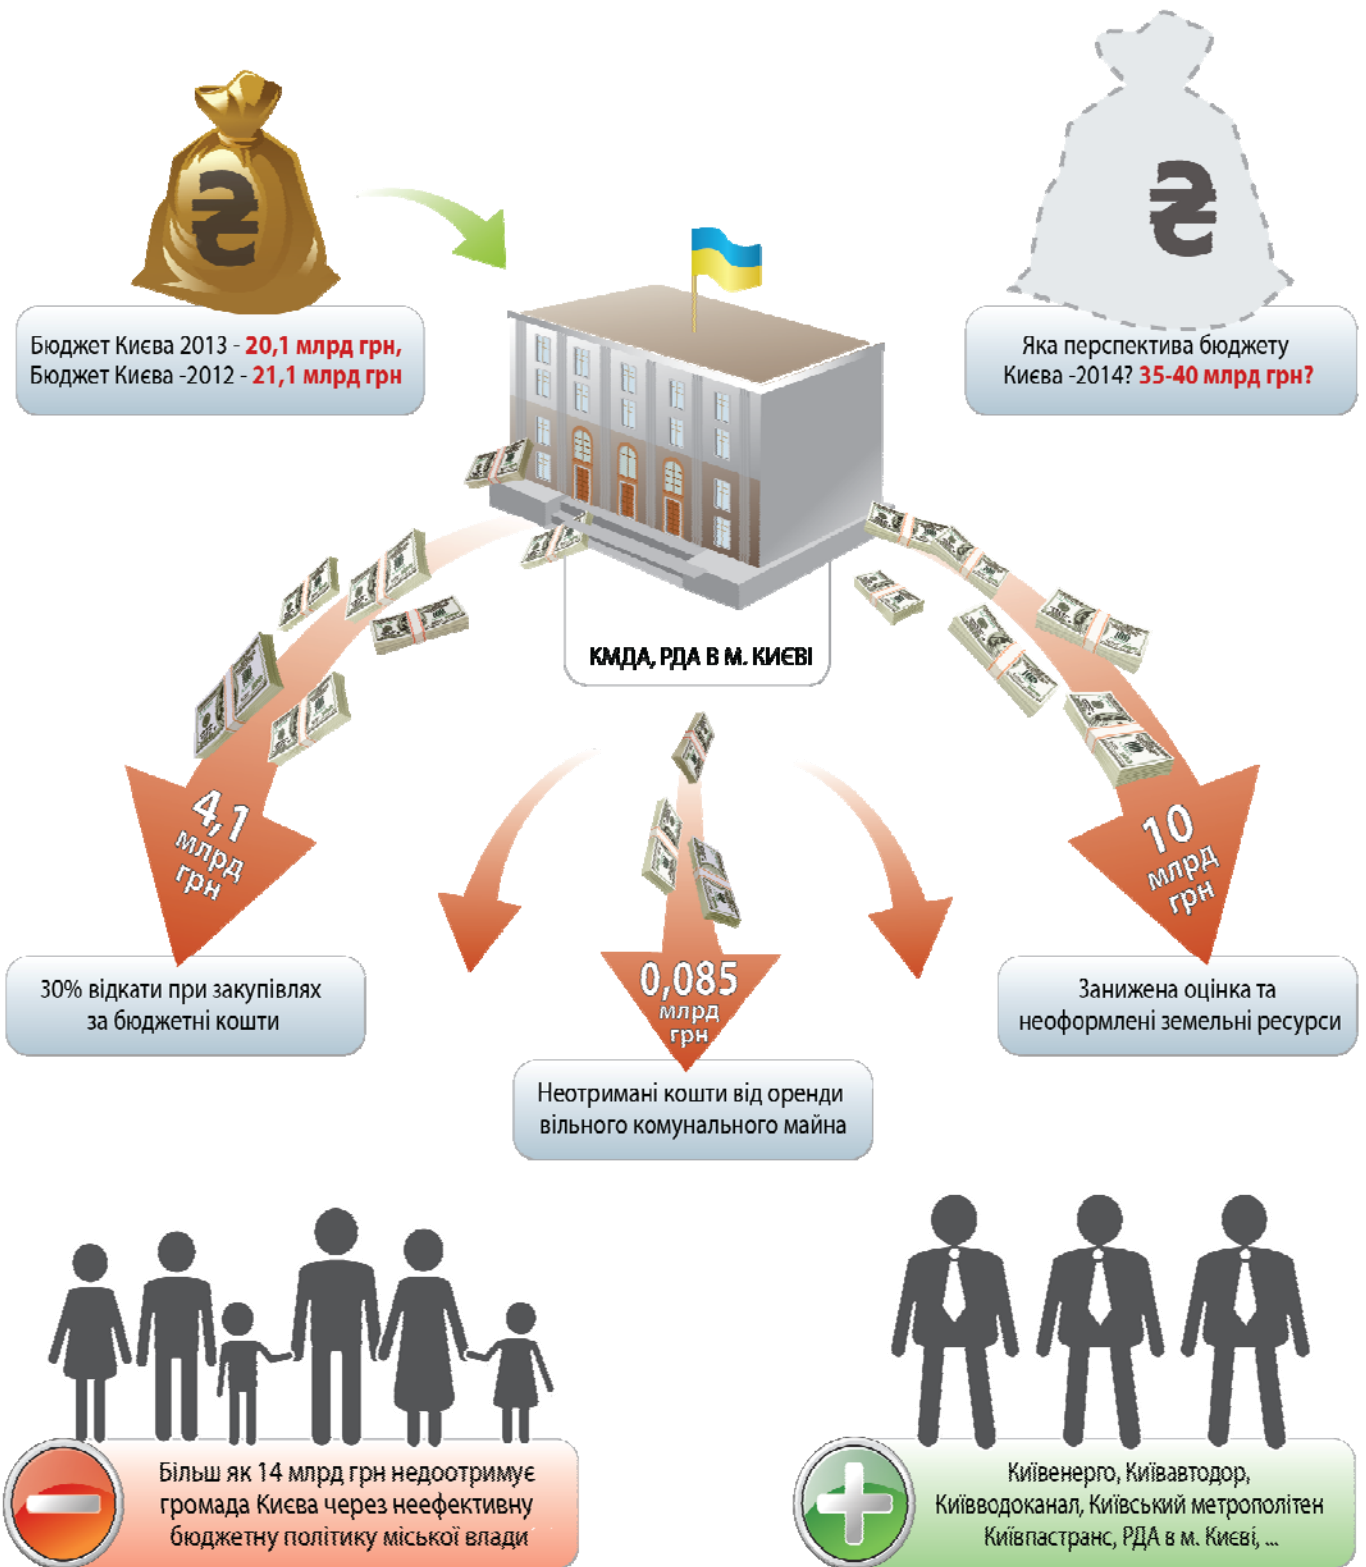 ₴
₴
Бюджет Києва 2013 - 20,1 млрд грн,
Бюджет Києва -2012 - 21,1 млрд грн
Яка перспектива бюджету
Києва -2014? 35-40 млрд грн?
КМДА, РДА В М. КИЄВІ
4,1
млрд
грн
10
млрд
грн
0,085
млрд
грн
30% відкати при закупівлях
за бюджетні кошти
Занижена оцінка та
неоформлені земельні ресурси
Неотримані кошти від оренди
вільного комунального майна
Більш як 14 млрд грн недоотримує
громада Києва через неефективну
бюджетну політику міської влади
Київенерго, Київавтодор,
Київводоканал, Київський метрополітен
Київпастранс, РДА в м. Києві, ...